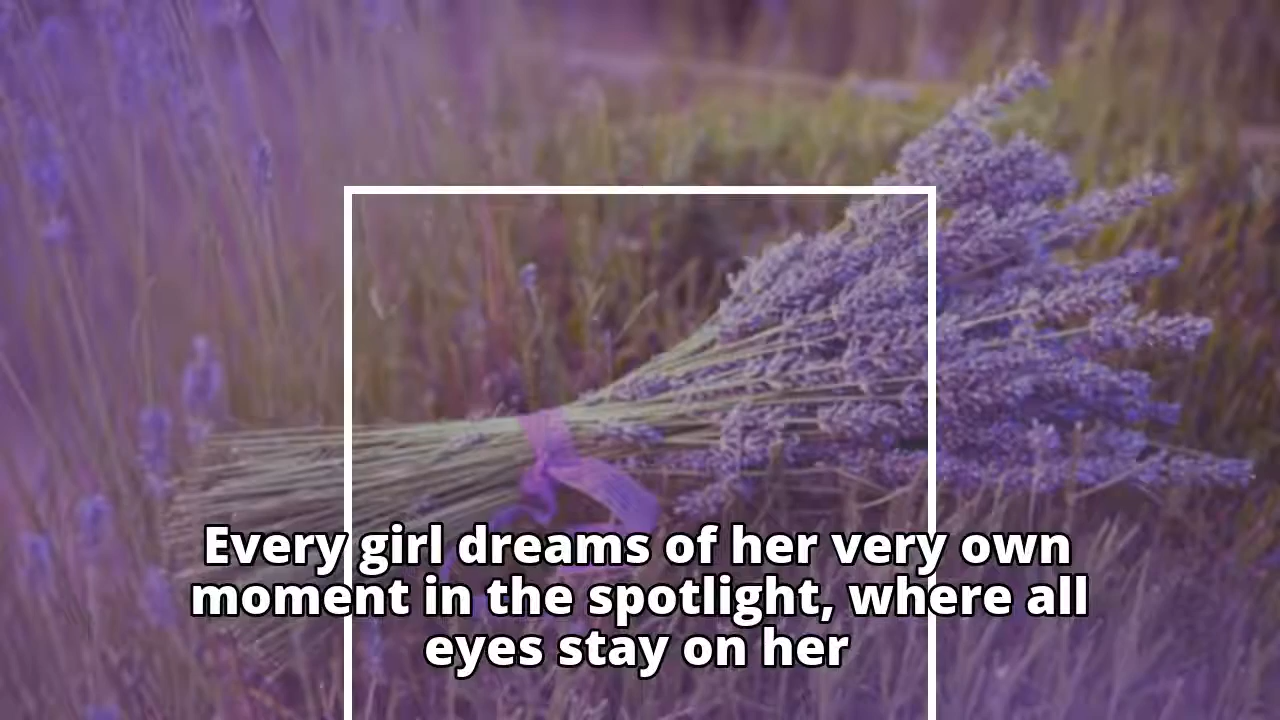 Every girl dreams of her very own
moment in the spotlight, where all
eyes stay on her